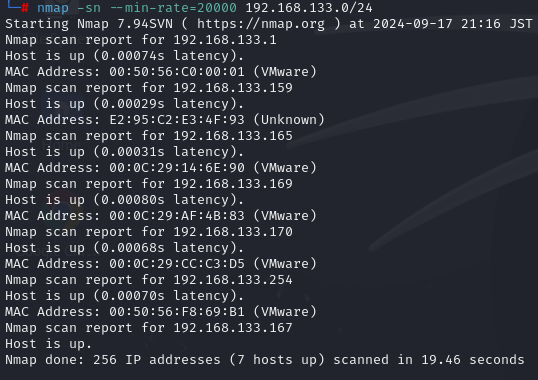 └─# nmap -sn --min-rate=20000 192.168.133.0/24
Starting Nmap 7.94SVN ( https://nmap.org ) at 2024-09-17 21:16 JST
Nmap scan report for 192.168.133.1
Host is up (0.00074s latency).
MAC Address: 00:50:56:C0:00:01 (VMware)
Nmap scan report for 192.168.133.159
Host is up (0.00029s latency).
MAC Address: E2:95:C2:E3:4F:93 (Unknown)
Nmap scan report for 192.168.133.165
Host is up (0.00031s latency).
MAC Address: 00:0C:29:14:6E:90 (VMware)
Nmap scan report for 192.168.133.169
Host is up (0.00080s latency).
MAC Address: 00:0C:29:AF:4B:83 (VMware)
Nmap scan report for 192.168.133.170
Host is up (0.00068s latency).
MAC Address: 00:0C:29:CC:C3:D5 (VMware)
Nmap scan report for 192.168.133.254
Host is up (0.00070s latency).
MAC Address: 00:50:56:F8:69:B1 (VMware)
Nmap scan report for 192.168.133.167
Host is up.
Nmap done: 256 IP addresses (7 hosts up) scanned in 19.46 seconds